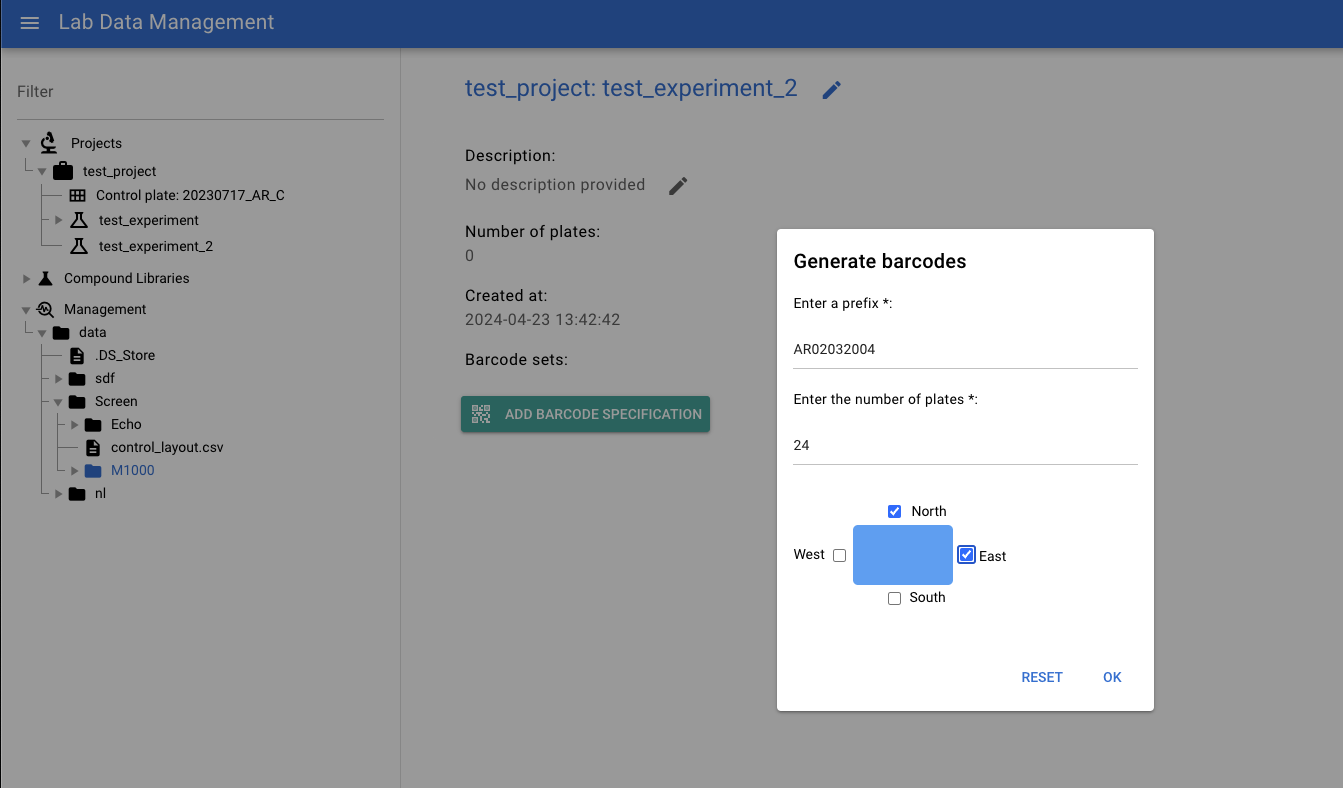 Lab Data Management
Filter
Projects
test_project
Control plate: 20230717_AR_C
test_experiment
test_experiment_2
Compound Libraries
Management
data
.DS_Store
sdf
Screen
Echo
control_layout.csv
M1000
nl
test_project: test_experiment_2
Description:
No description provided
Number of plates:
0
Created at:
2024-04-23 13:42:42
Barcode sets:
ADD BARCODE SPECIFICATION
Generate barcodes
Enter a prefix *:
AR02032004
Enter the number of plates *:
24
North
West
East
South
RESET OK